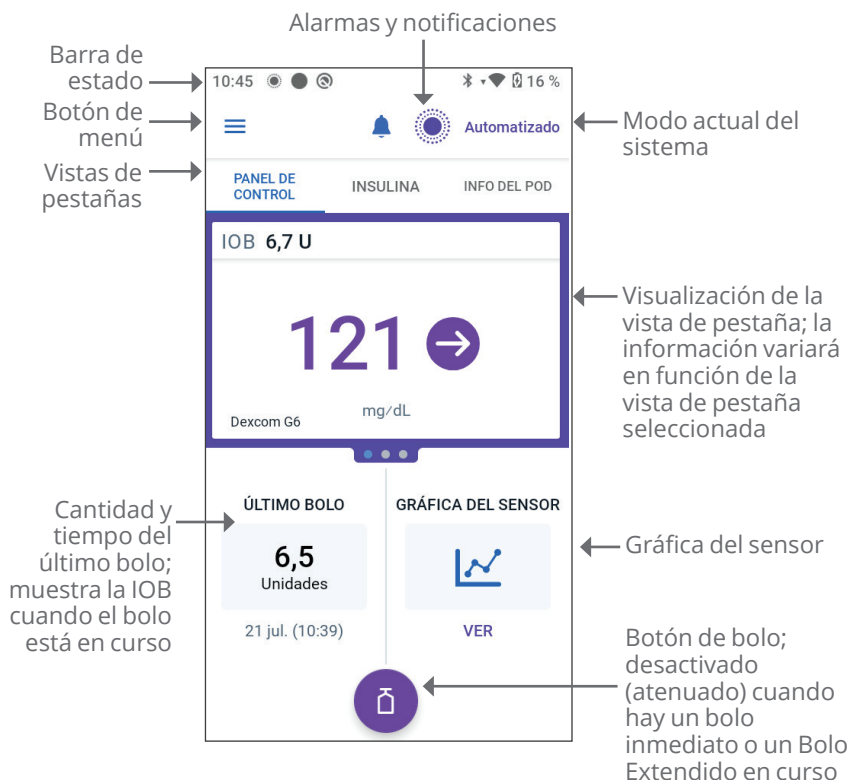 Alarmas y notificaciones
Barra de
estado
10:45
16 %
Botón de
menú
Automatizado
Modo actual del
sistema
Vistas de
pestañas
PANEL DE
CONTROL
INSULINA
INFO DEL POD
IOB 6,7 U
121
mg/dL
Dexcom G6
Visualización de la
vista de pestaña; la
información variará
en función de la
vista de pestaña
seleccionada
Cantidad y
tiempo del
último bolo;
muestra la IOB
cuando el bolo
está en curso
ÚLTIMO BOLO
6,5
Unidades
21 jul. (10:39)
GRÁFICA DEL SENSOR
VER
Gráfica del sensor
Botón de bolo;
desactivado
(atenuado) cuando
hay un bolo
inmediato o un Bolo
Extendido en curso